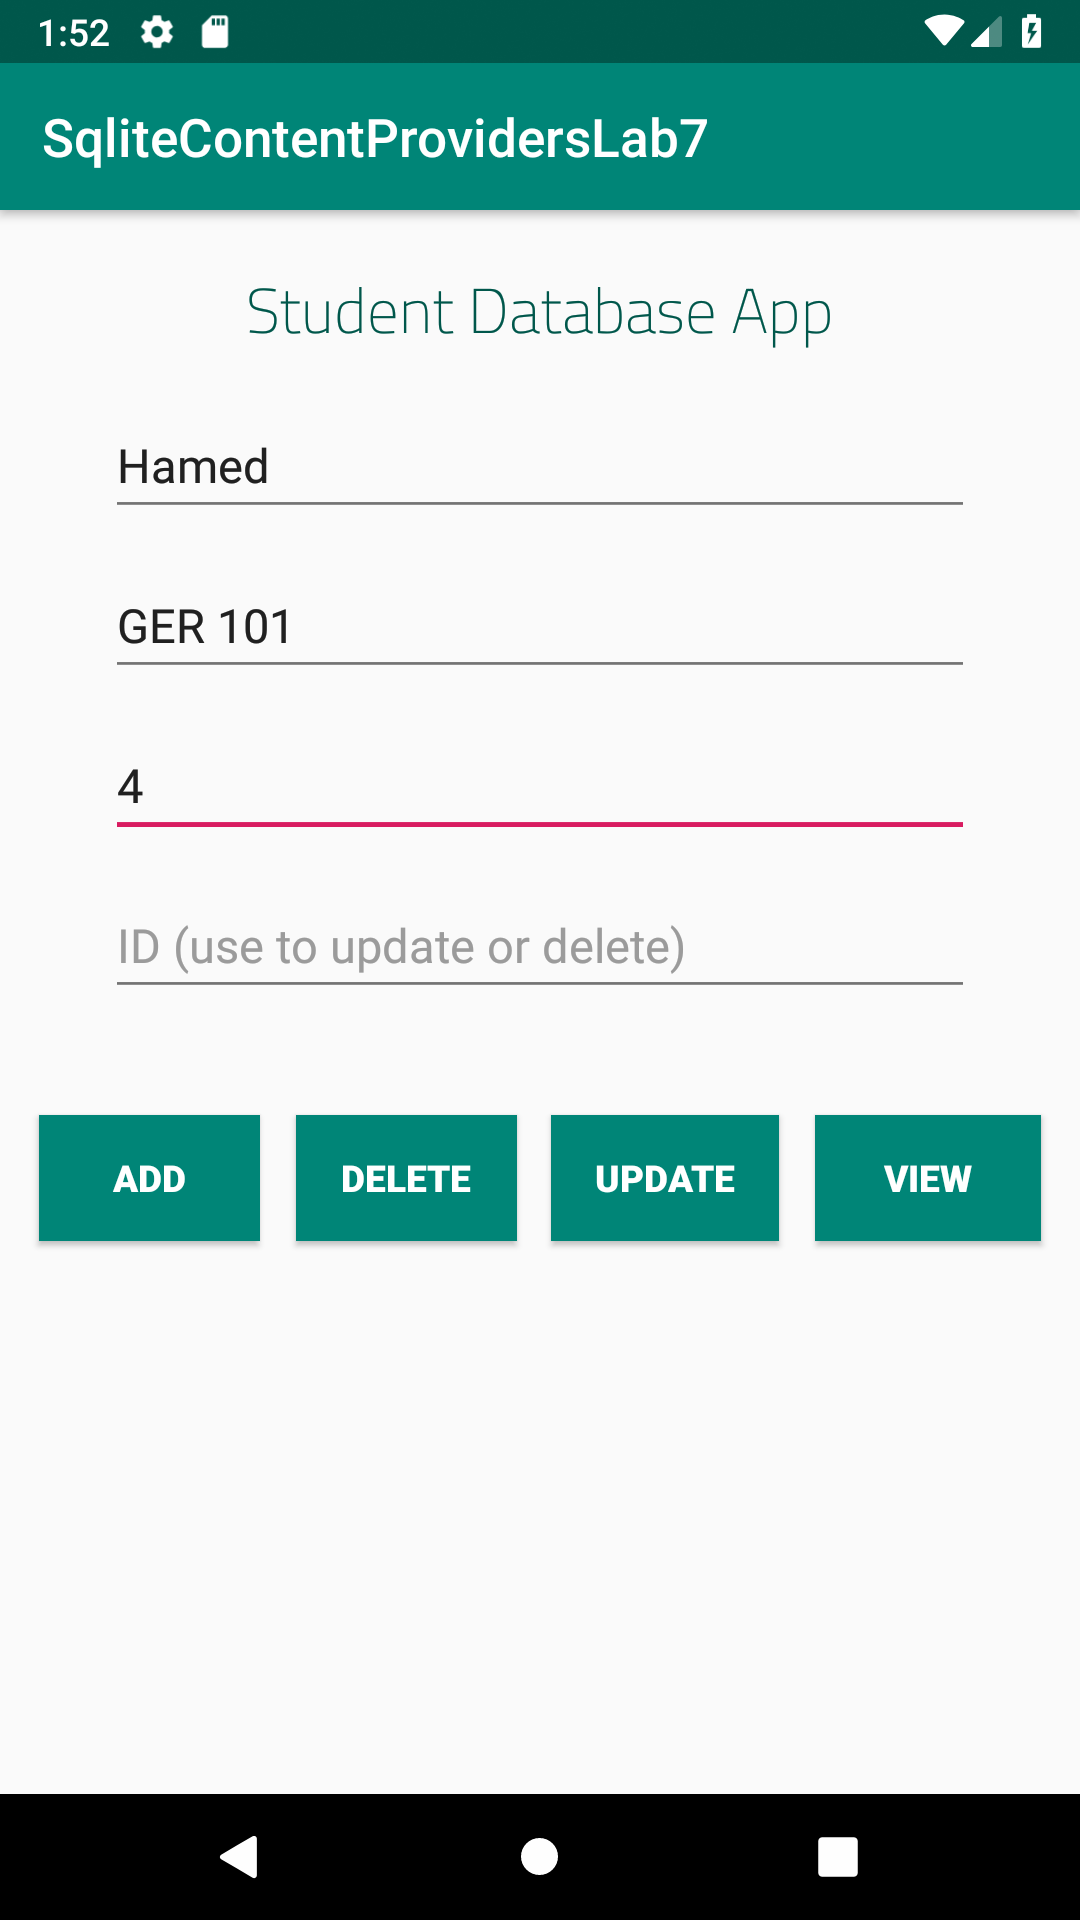 1:52
SqliteContentProvidersLab7
Student Database App
Hamed
GER 101
4
ID (use to update or delete)
ADD DELETE UPDATE VIEW